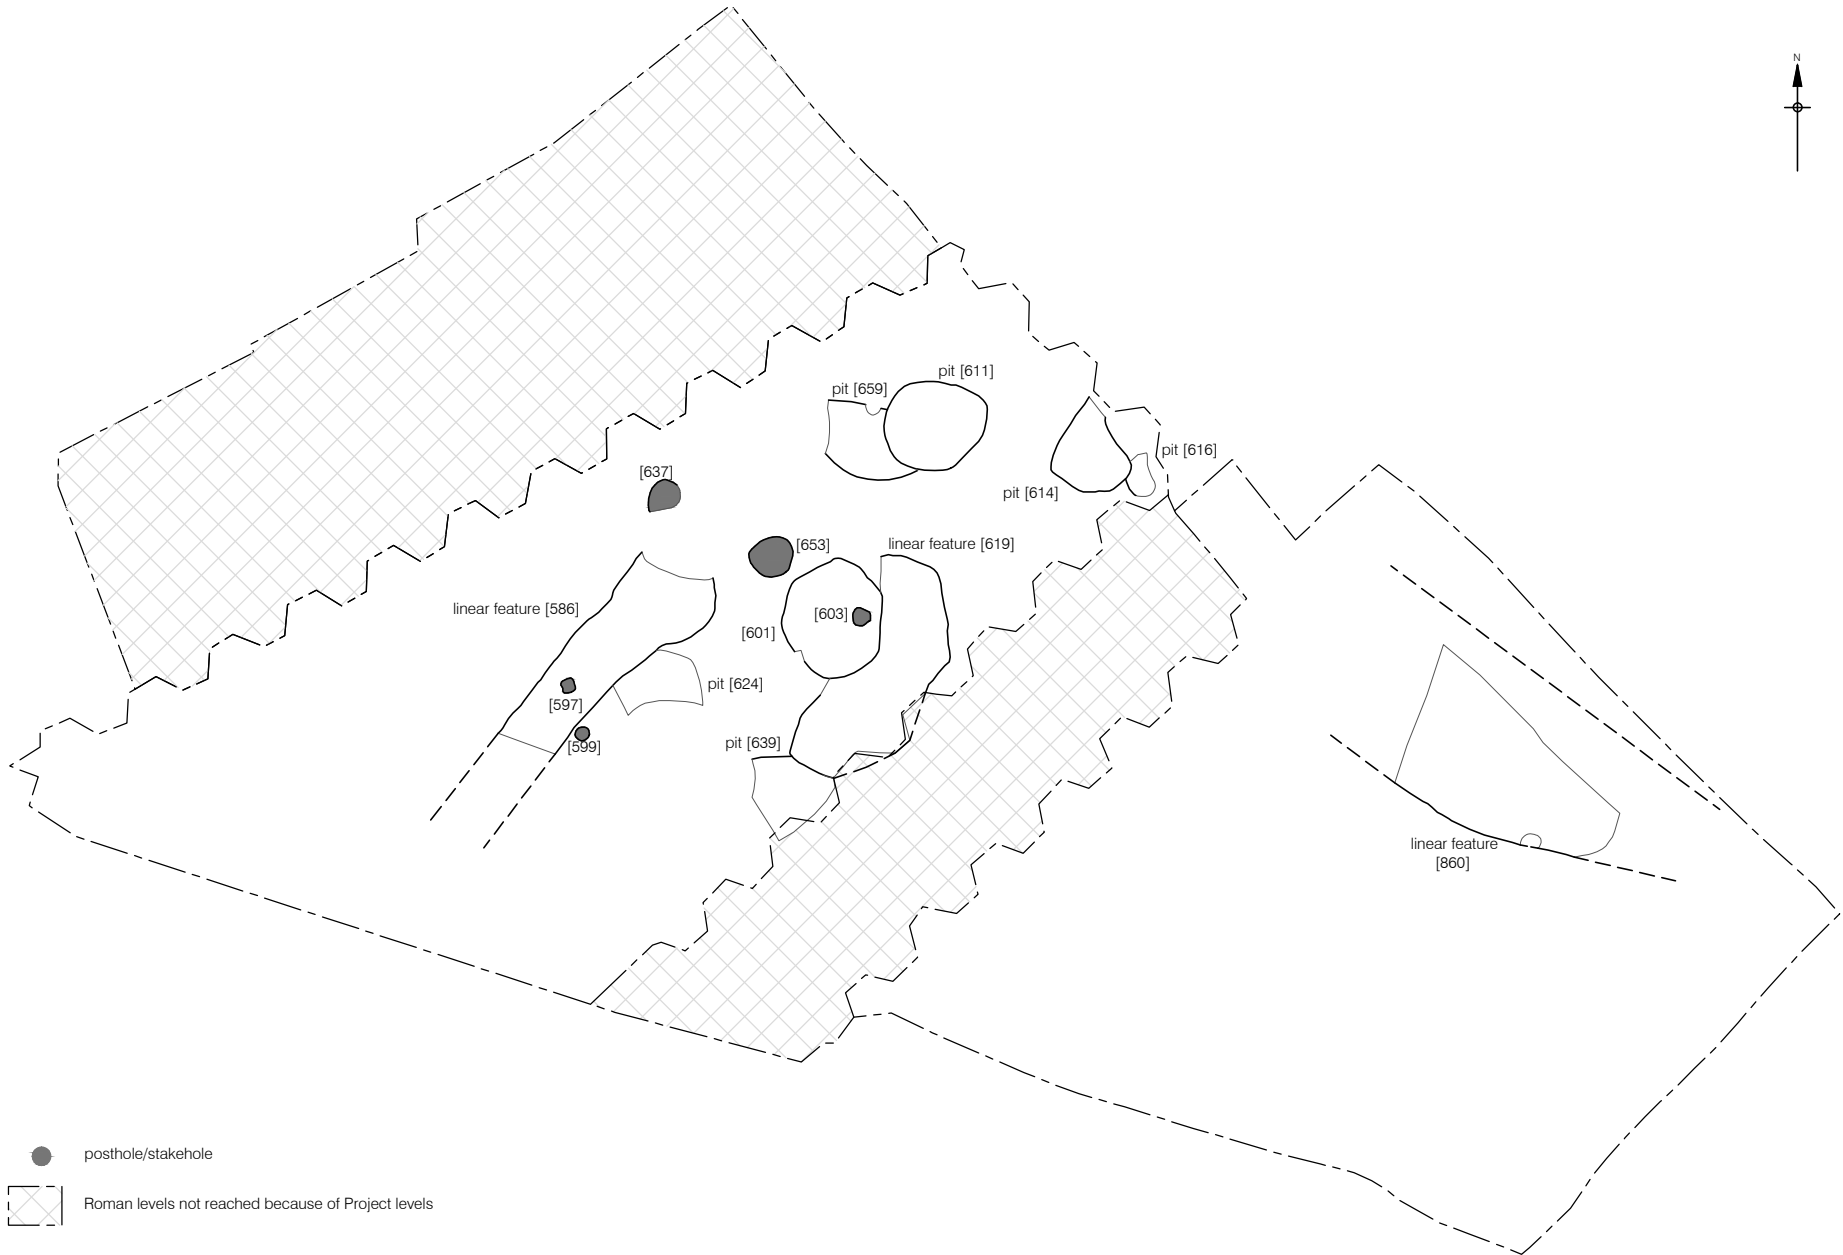 N
pit [611]
pit [659]
pit [616]
[637]
pit [614]
[653]
linear feature [619]
linear feature [586]
[603]
[601]
pit [624]
[597]
[599]
pit [639]
linear feature
[860]
posthole/stakehole
Roman levels not reached because of Project levels